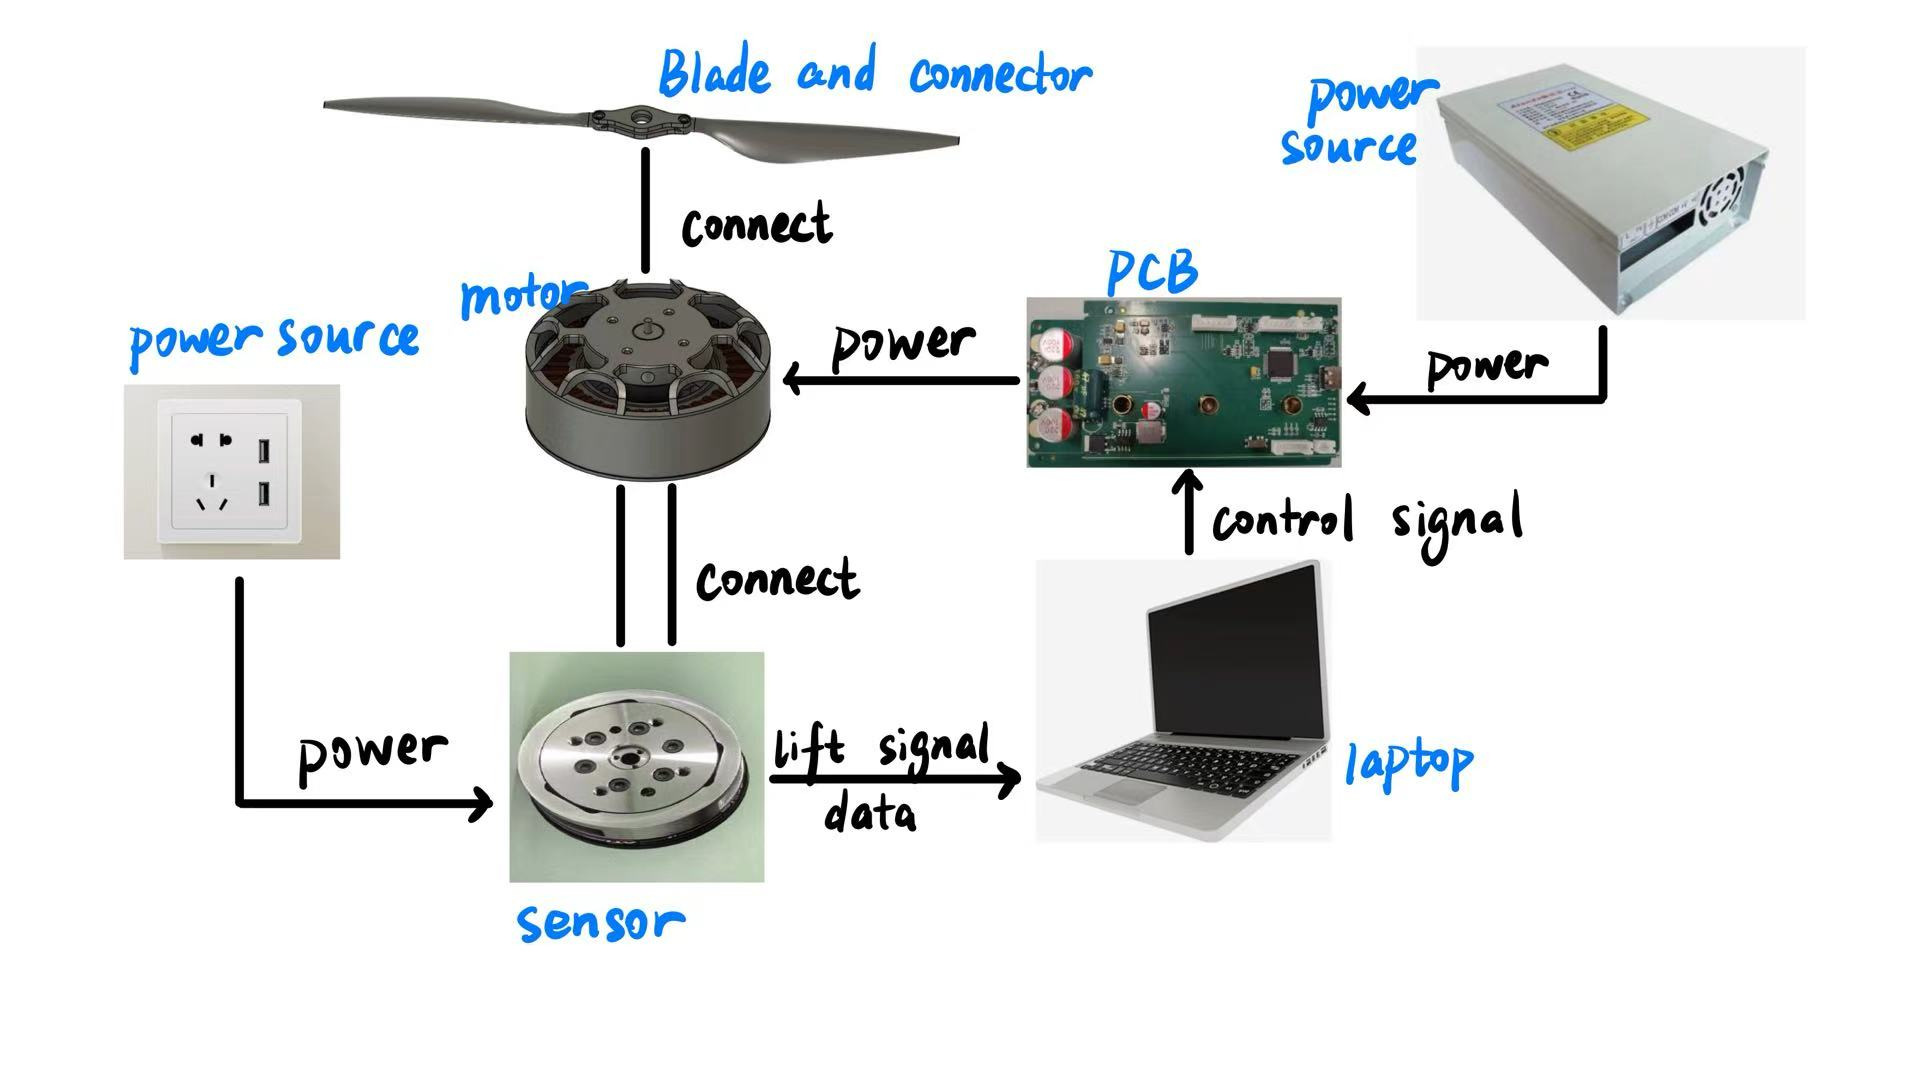 Blade and connector
power
source
connect
PCB
motor
power source
power
power
control signal
connect
power
lift signal
data
laptop
sensor